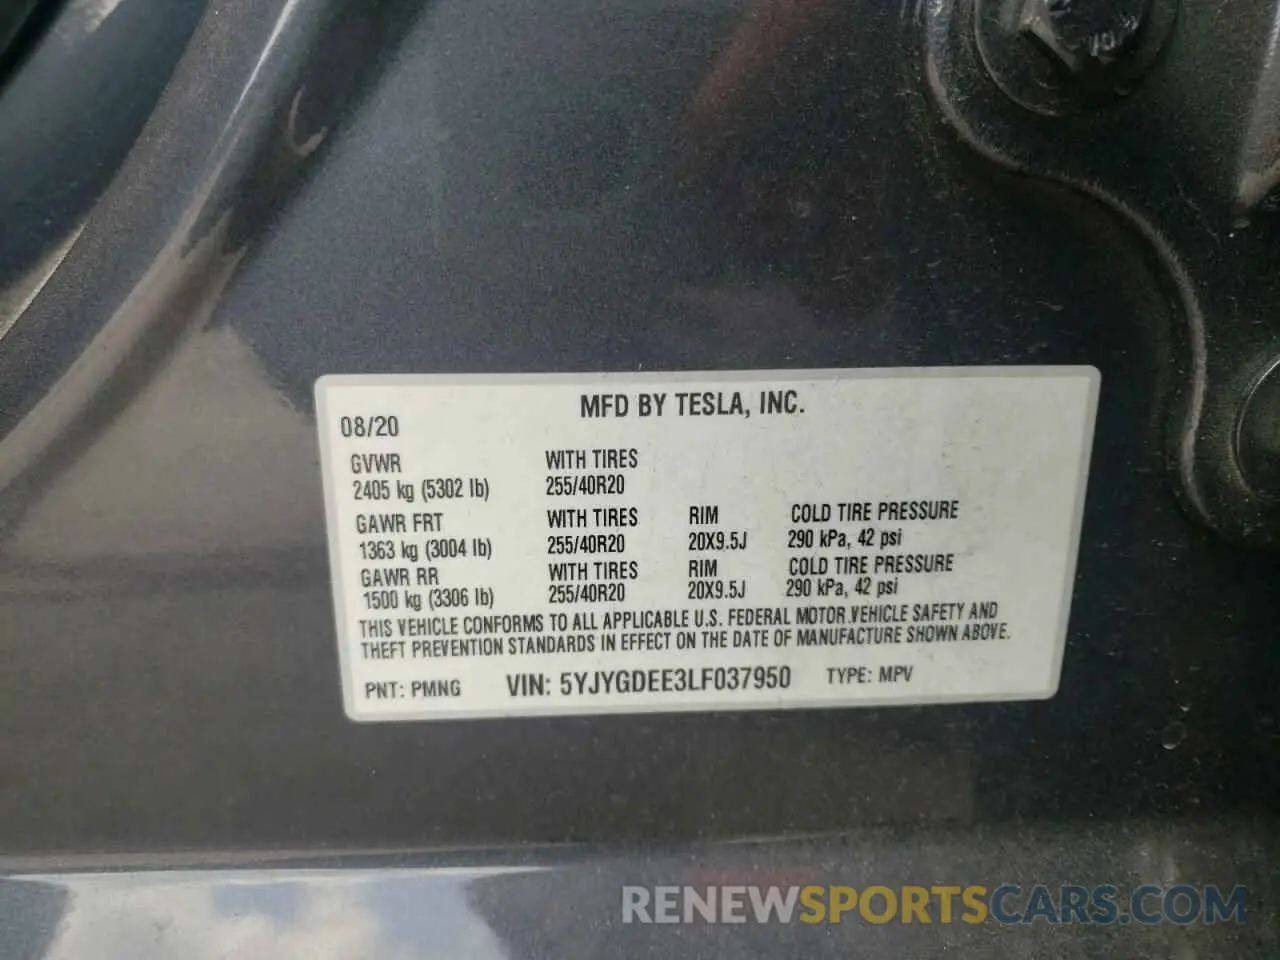 MFD BY TESLA, INC.
08/20
GVWR WITH TIRES
2405 kg (5302 lb) 255/40R20
GAWR FRT WITH TIRES RIM COLD TIRE PRESSURE
1363 kg (3004 lb) 255/40R20 20X9.5J 290 kPa, 42 psi
GAWR RR WITH TIRES RIM COLD TIRE PRESSURE
1500 kg (3306 lb) 255/40R20 20X9.5J 290 kPa, 42 psi
THIS VEHICLE CONFORMS TO ALL APPLICABLE U.S. FEDERAL MOTOR VEHICLE SAFETY AND
THEFT PREVENTION STANDARDS IN EFFECT ON THE DATE OF MANUFACTURE SHOWN ABOVE.
PNT: PMNG VIN: 5YJYGDEE3LF037950 TYPE: MPV
RENEWSPORTSCARS.COM